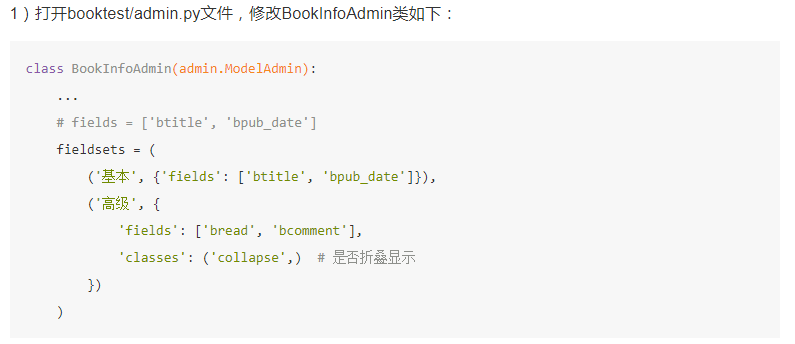 1）打开booktest/admin.py文件，修改BookInfoAdmin类如下：
class BookInfoAdmin(admin.ModelAdmin):
    ...
    # fields = ['btitle', 'bpub_date']
    fieldsets = (
        ('基本', {'fields': ['btitle', 'bpub_date']}),
        ('高级', {
            'fields': ['bread', 'bcomment'],
            'classes': ('collapse',)  # 是否折叠显示
        })
    )